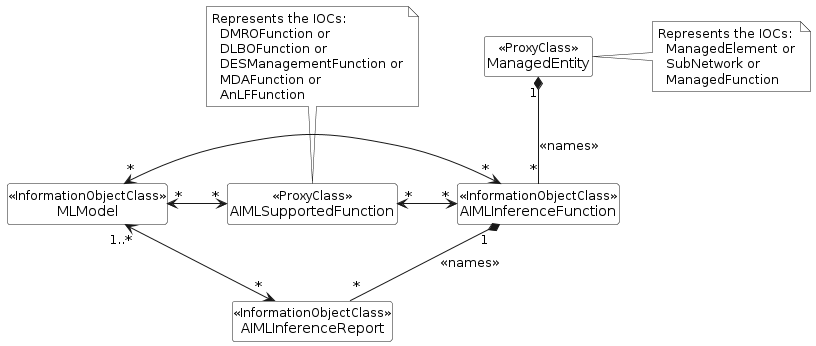 Represents the IOCs:
DMROFunction or
DLBOFunction or
DESManagementFunction or
MDAFunction or
AnLFFunction
Represents the IOCs:
ManagedElement or
SubNetwork or
ManagedFunction
«ProxyClass»
ManagedEntity
1
«names»
*
*
*
«InformationObjectClass»
MLModel
*
*
«ProxyClass»
AIMLSupportedFunction
*
*
«InformationObjectClass»
AIMLInferenceFunction
1..*
1
«names»
*
*
«InformationObjectClass»
AIMLInferenceReport